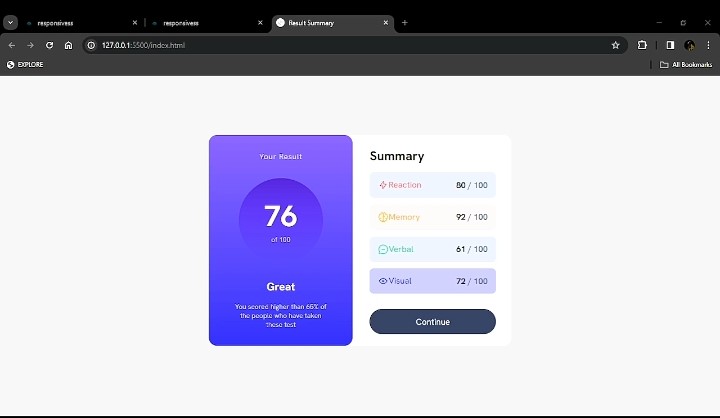 responsivess
responsivess
Result Summary
127.0.0.1:5500/index.html
EXPLORE
All Bookmarks
Your Result
76
of 100
Great
You scored higher than 65% of
the people who have taken
these test
Summary
Reaction 80 / 100
Memory 92 / 100
Verbal 61 / 100
Visual 72 / 100
Continue